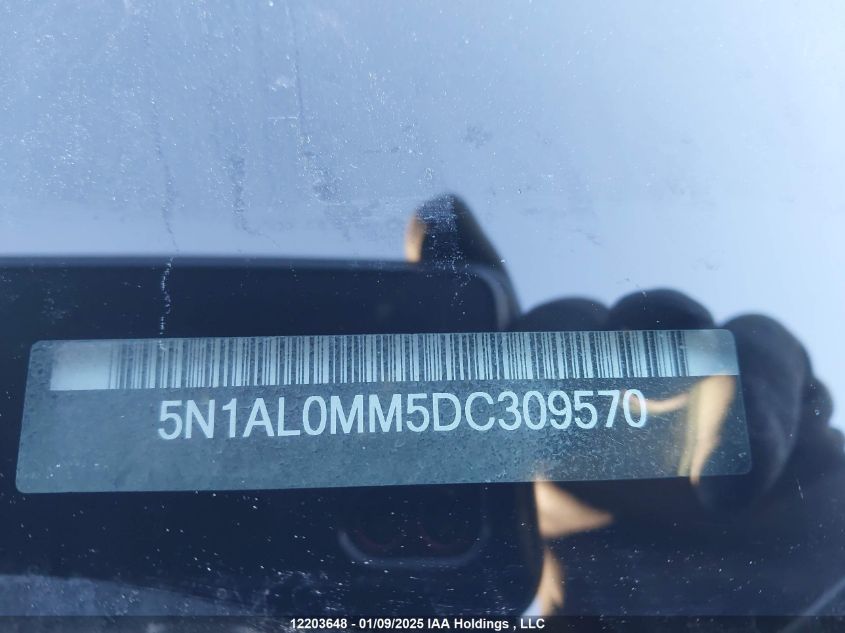 5N1AL0MM5DC309570
12203648 - 01/09/2025 IAA Holdings , LLC